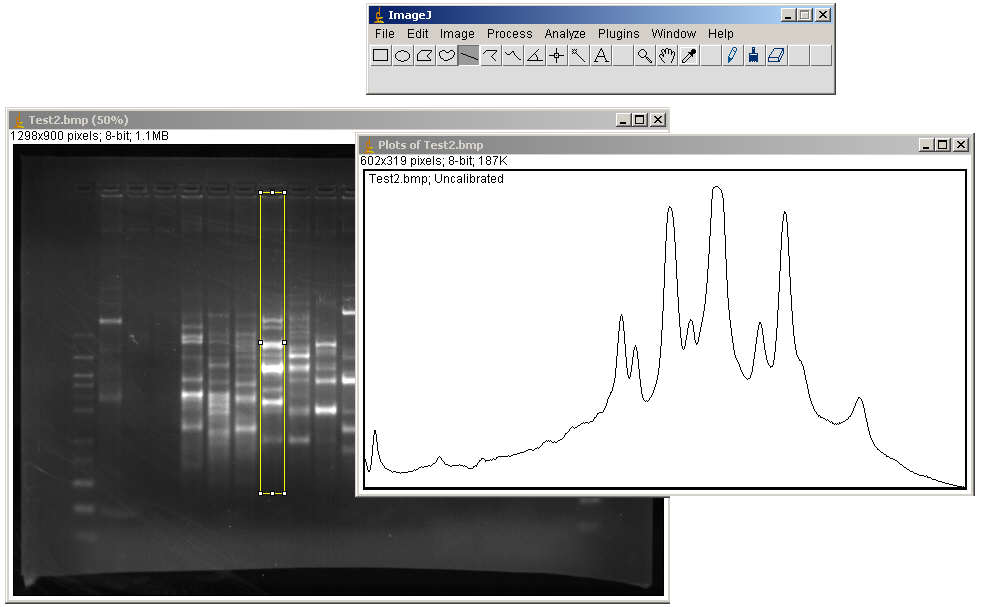 ImageJ
File Edit Image Process Analyze Plugins Window Help
A
Test2.bmp (50%)
1298x900 pixels; 8-bit; 1.1MB
Plots of Test2.bmp
602x319 pixels; 8-bit; 187K
Test2.bmp; Uncalibrated